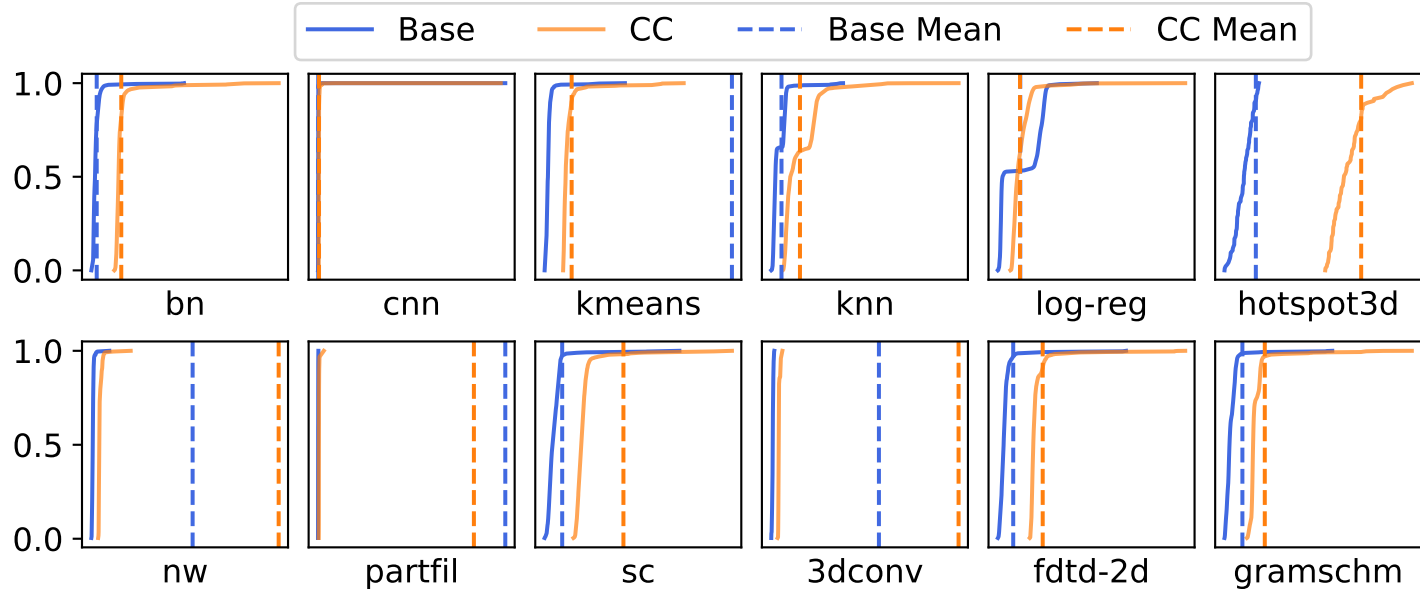 Base CC Base Mean CC Mean
1.0
0.5
0.0
bn cnn kmeans knn log-reg hotspot3d
1.0
0.5
0.0
nw partfil sc 3dconv fdtd-2d gramschm